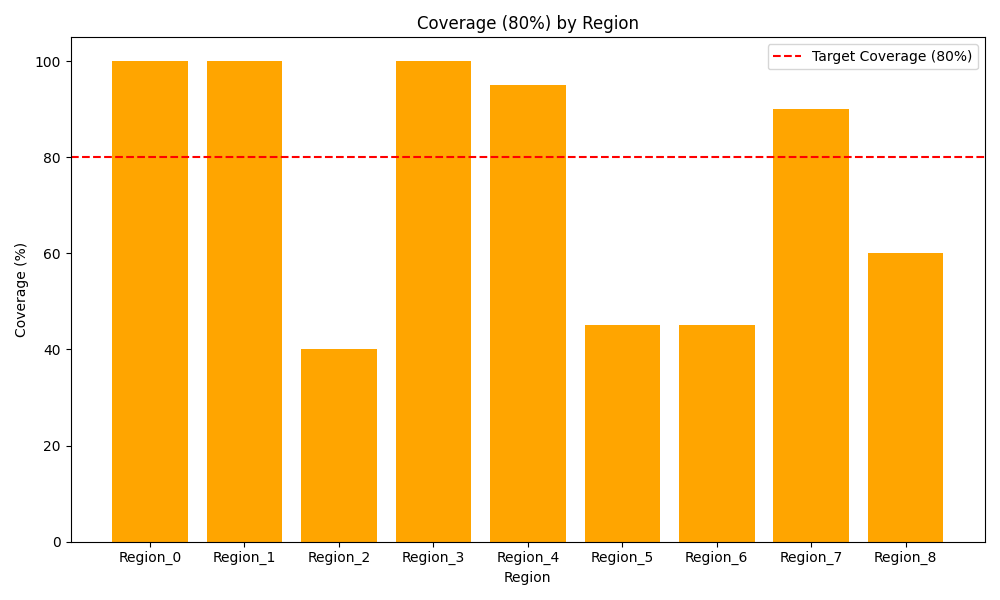 Coverage (80%) by Region
Target Coverage (80%)
Coverage (%)
100
80
60
40
20
0
Region_0 Region_1 Region_2 Region_3 Region_4 Region_5 Region_6 Region_7 Region_8
Region